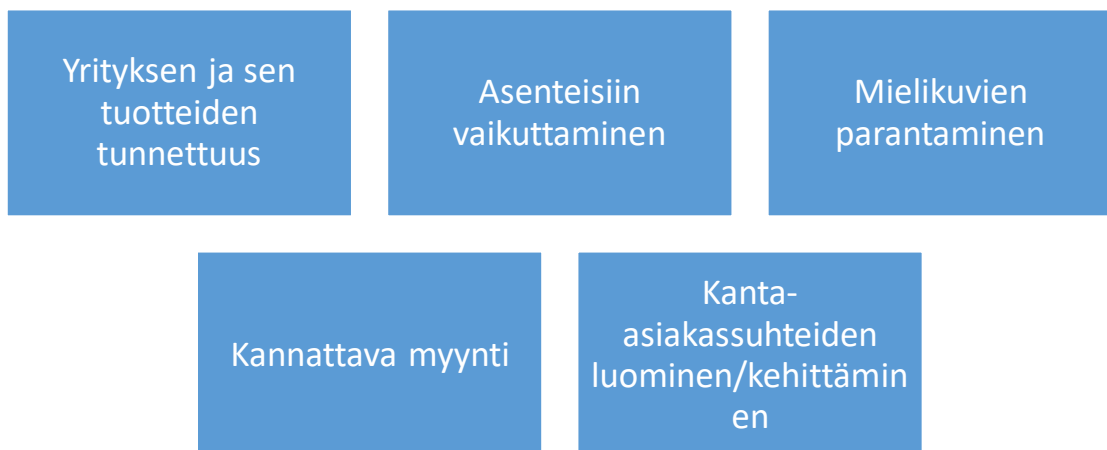 Yrityksen ja sen
tuotteiden
tunnettuus
Asenteisiin
vaikuttaminen
Mielikuvien
parantaminen
Kannattava myynti
Kanta-
asiakassuhteiden
luominen/kehittämin
en